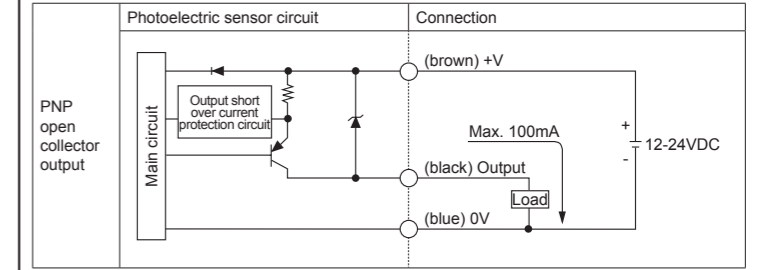 Photoelectric sensor circuit
Connection
PNP
open
collector
output
Main circuit
Output short
over current
protection circuit
(brown) +V
Max. 100mA
+
12-24VDC
-
(black) Output
Load
(blue) 0V